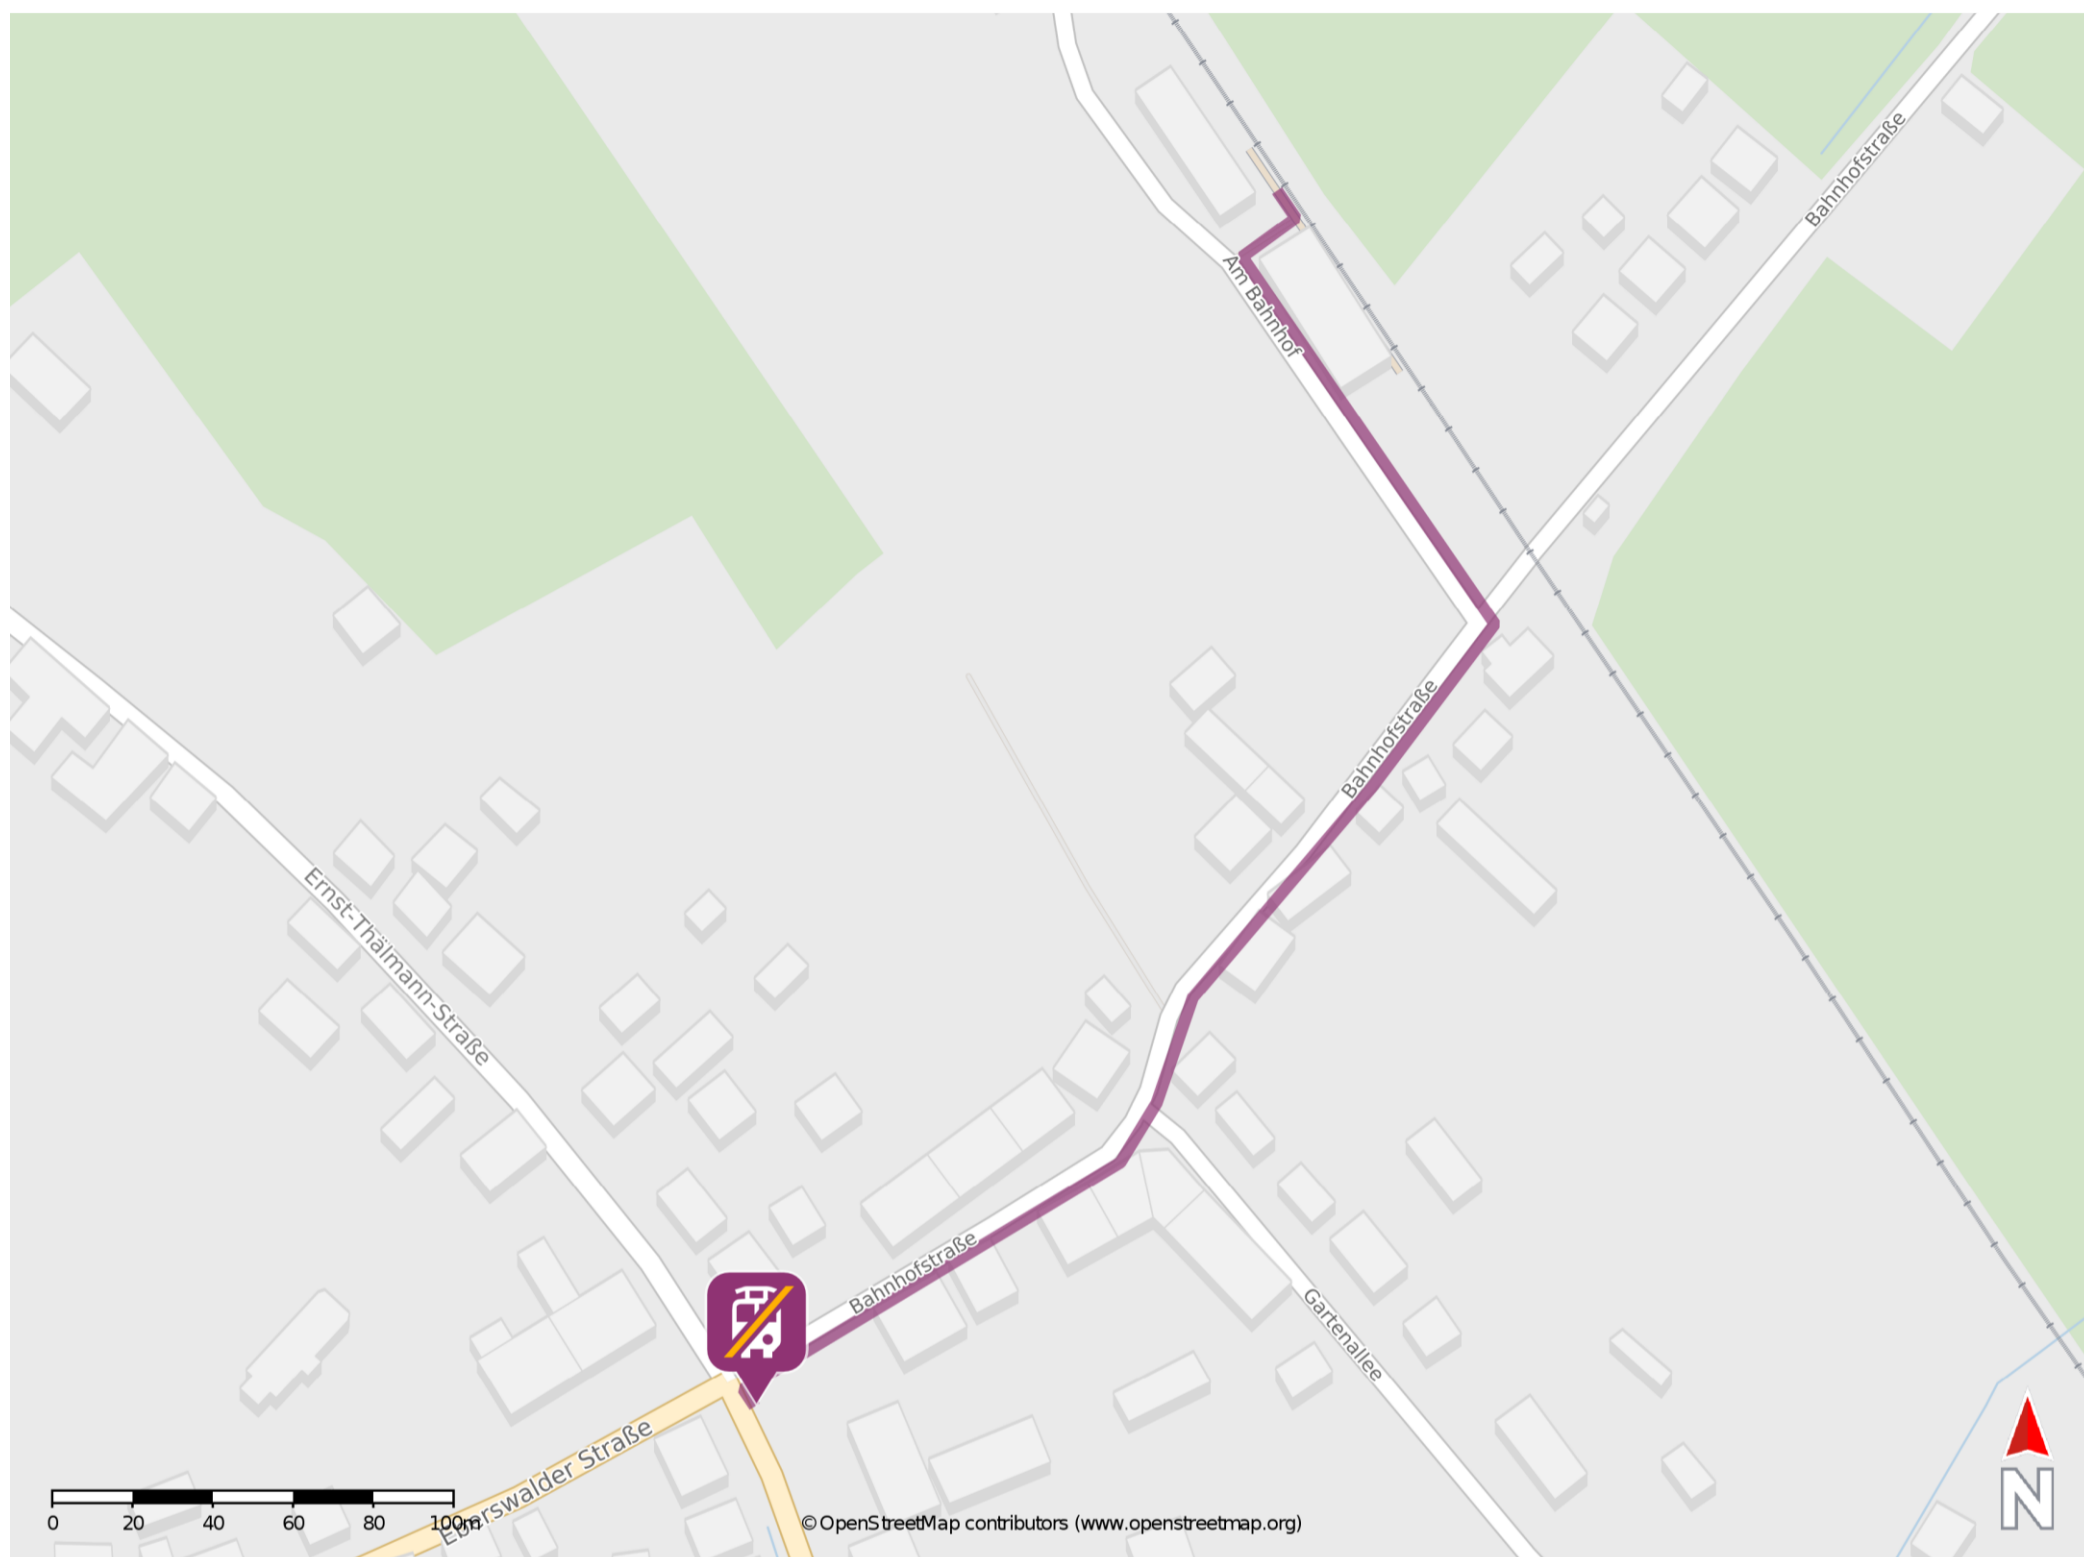 Bahnhofstraße
Am Bahnhof
Bahnhofstraße
Ernst-Thälmann-Straße
Bahnhofstraße
Gartenallee
Eberswalder Straße
0 20 40 60 80 100m
© OpenStreetMap contributors (www.openstreetmap.org)
N